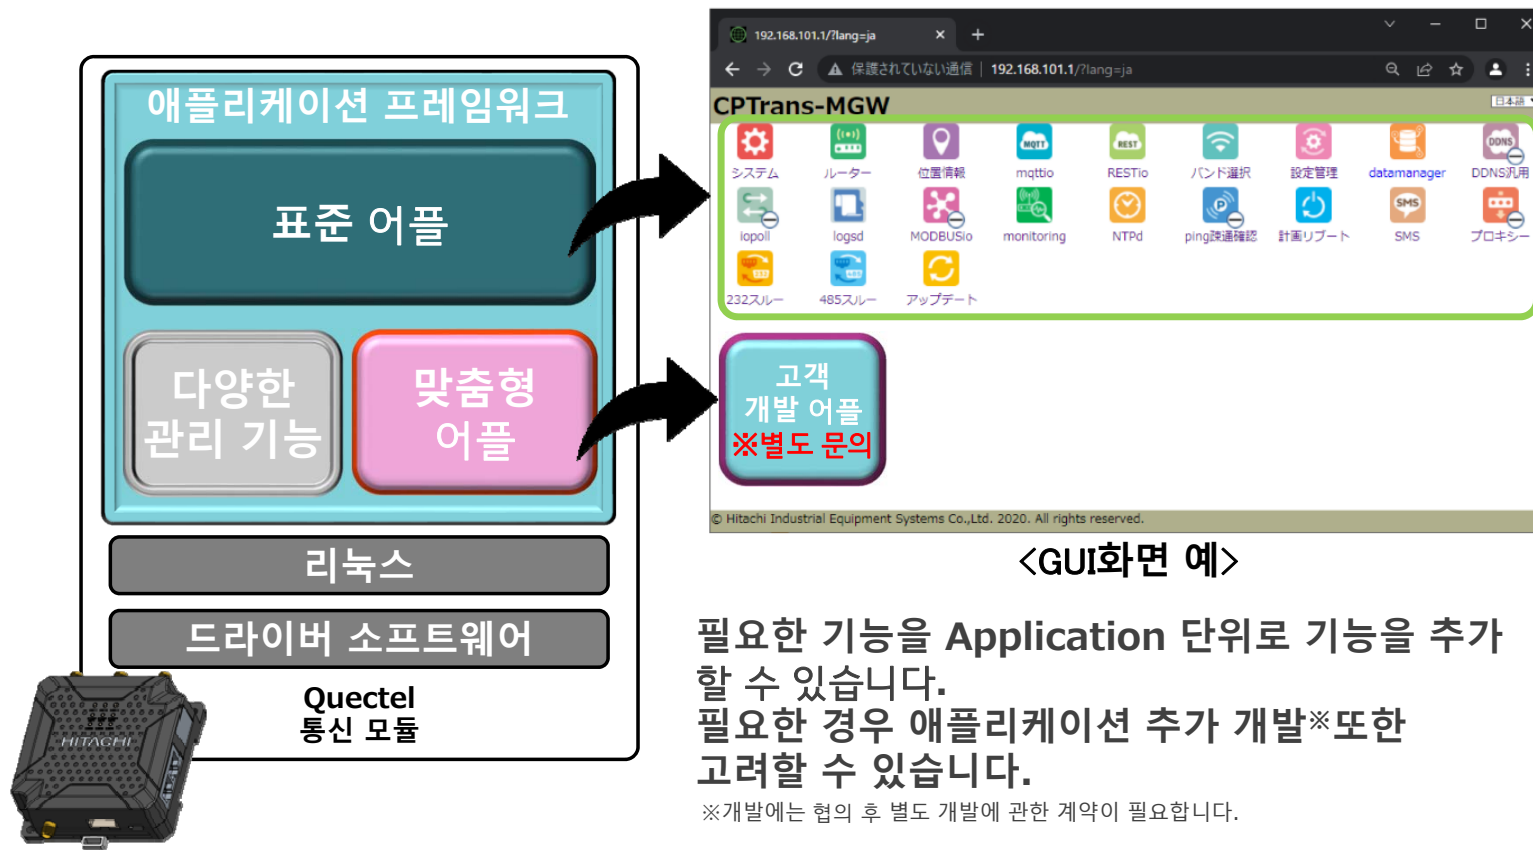 애플리케이션 프레임워크
표준 어플
다양한
관리 기능
맞춤형
어플
리눅스
드라이버 소프트웨어
Quectel
통신 모듈
HITACHI
192.168.101.1/?lang=ja
保護されていない通信 | 192.168.101.1/?lang=ja
CPTrans-MGW
日本語
MQTT REST DDNS
システム ルーター 位置情報 mqttio RESTio バンド選択 設定管理 datamanager DDNS汎用
P SMS
iopoll logsd MODBUSio monitoring NTPd ping疎通確認 計画リブート SMS プロキシー
232スルー 485スルー アップデート
고객
개발 어플
※별도 문의
© Hitachi Industrial Equipment Systems Co.,Ltd. 2020. All rights reserved.
<GUI화면 예>
필요한 기능을 Application 단위로 기능을 추가
할 수 있습니다.
필요한 경우 애플리케이션 추가 개발※또한
고려할 수 있습니다.
※개발에는 협의 후 별도 개발에 관한 계약이 필요합니다.